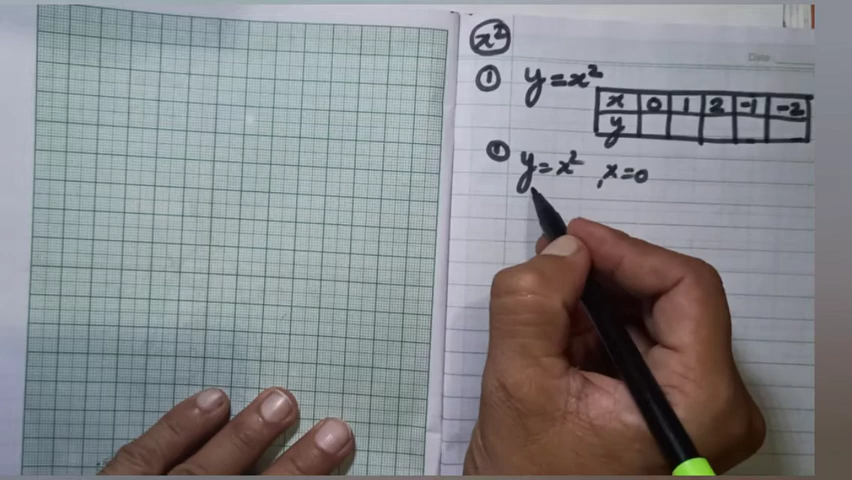 x²
① y=x²
x 0 1 2 -1 -2
y
① y=x² ,x=0
Date